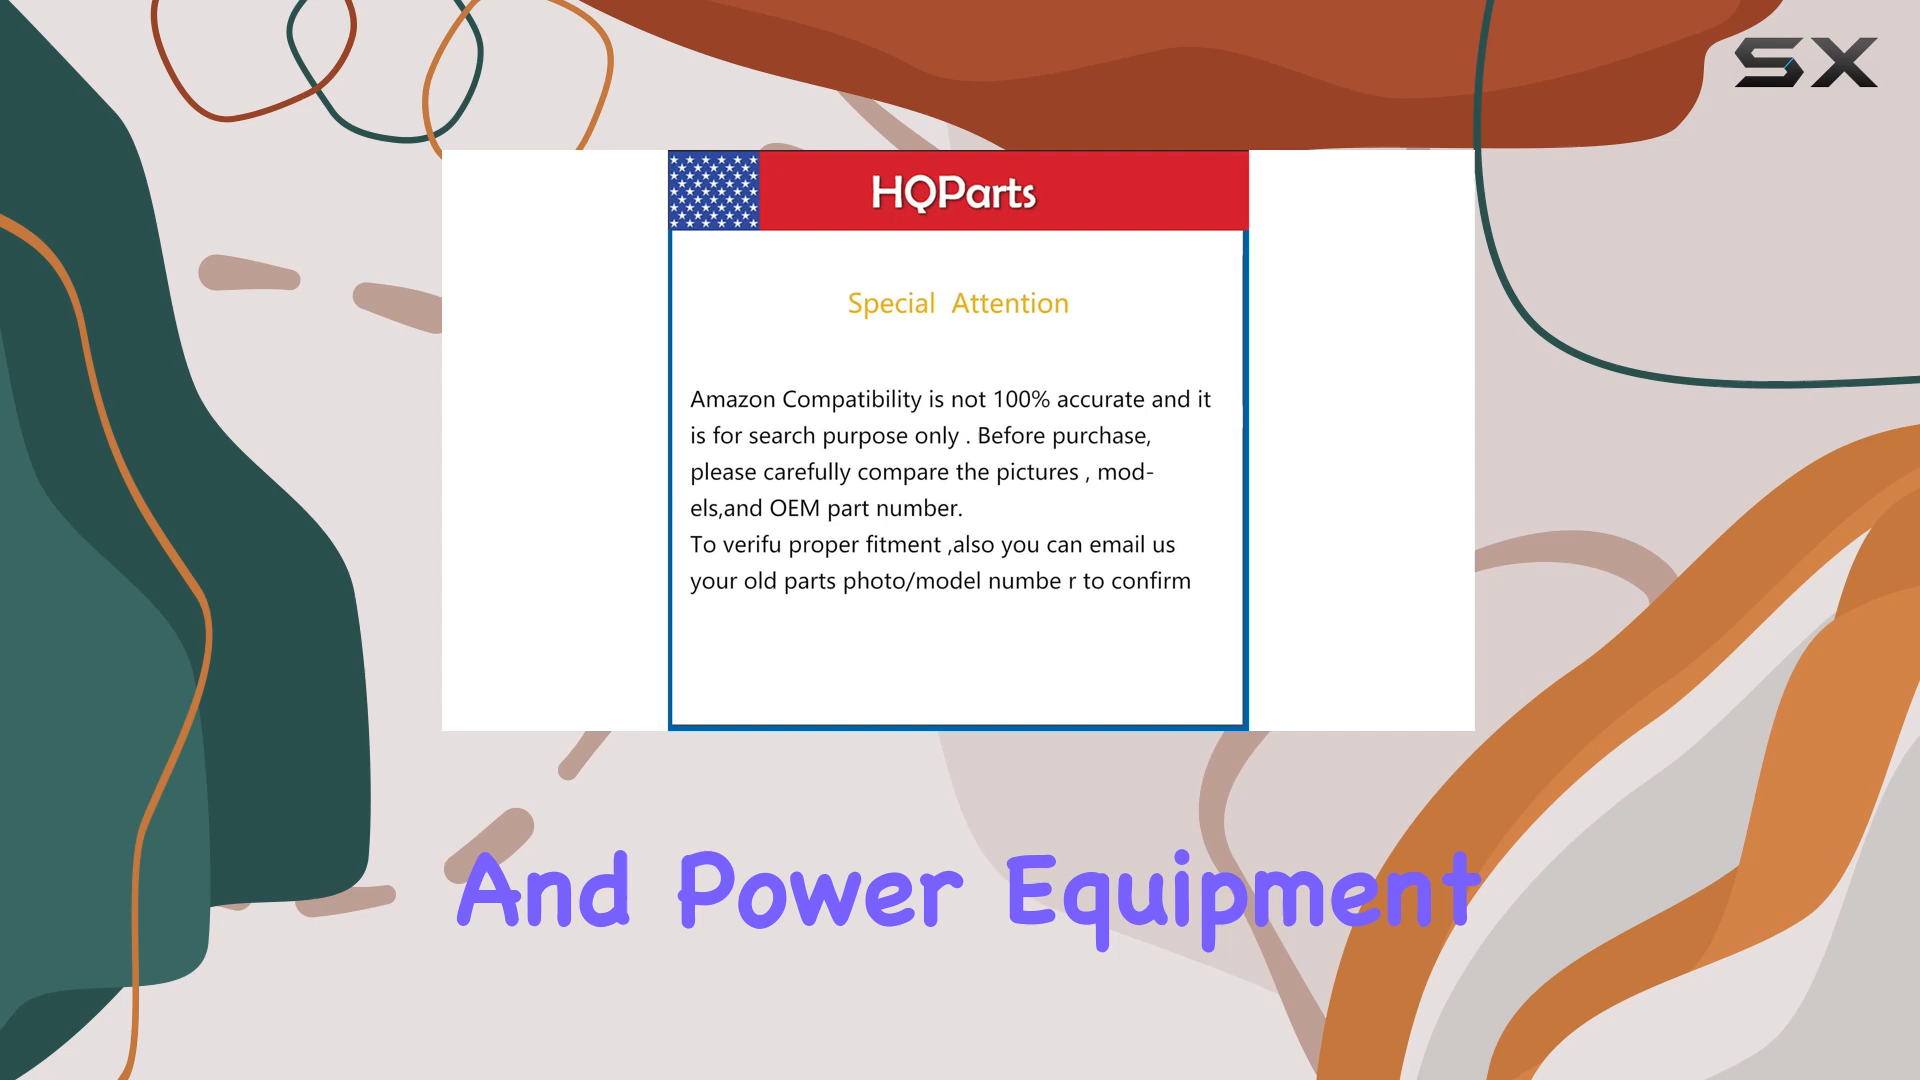 SX
HQParts
Special Attention
Amazon Compatibility is not 100% accurate and it
is for search purpose only . Before purchase,
please carefully compare the pictures , mod-
els,and OEM part number.
To verifu proper fitment ,also you can email us
your old parts photo/model numbe r to confirm
And Power Equipment